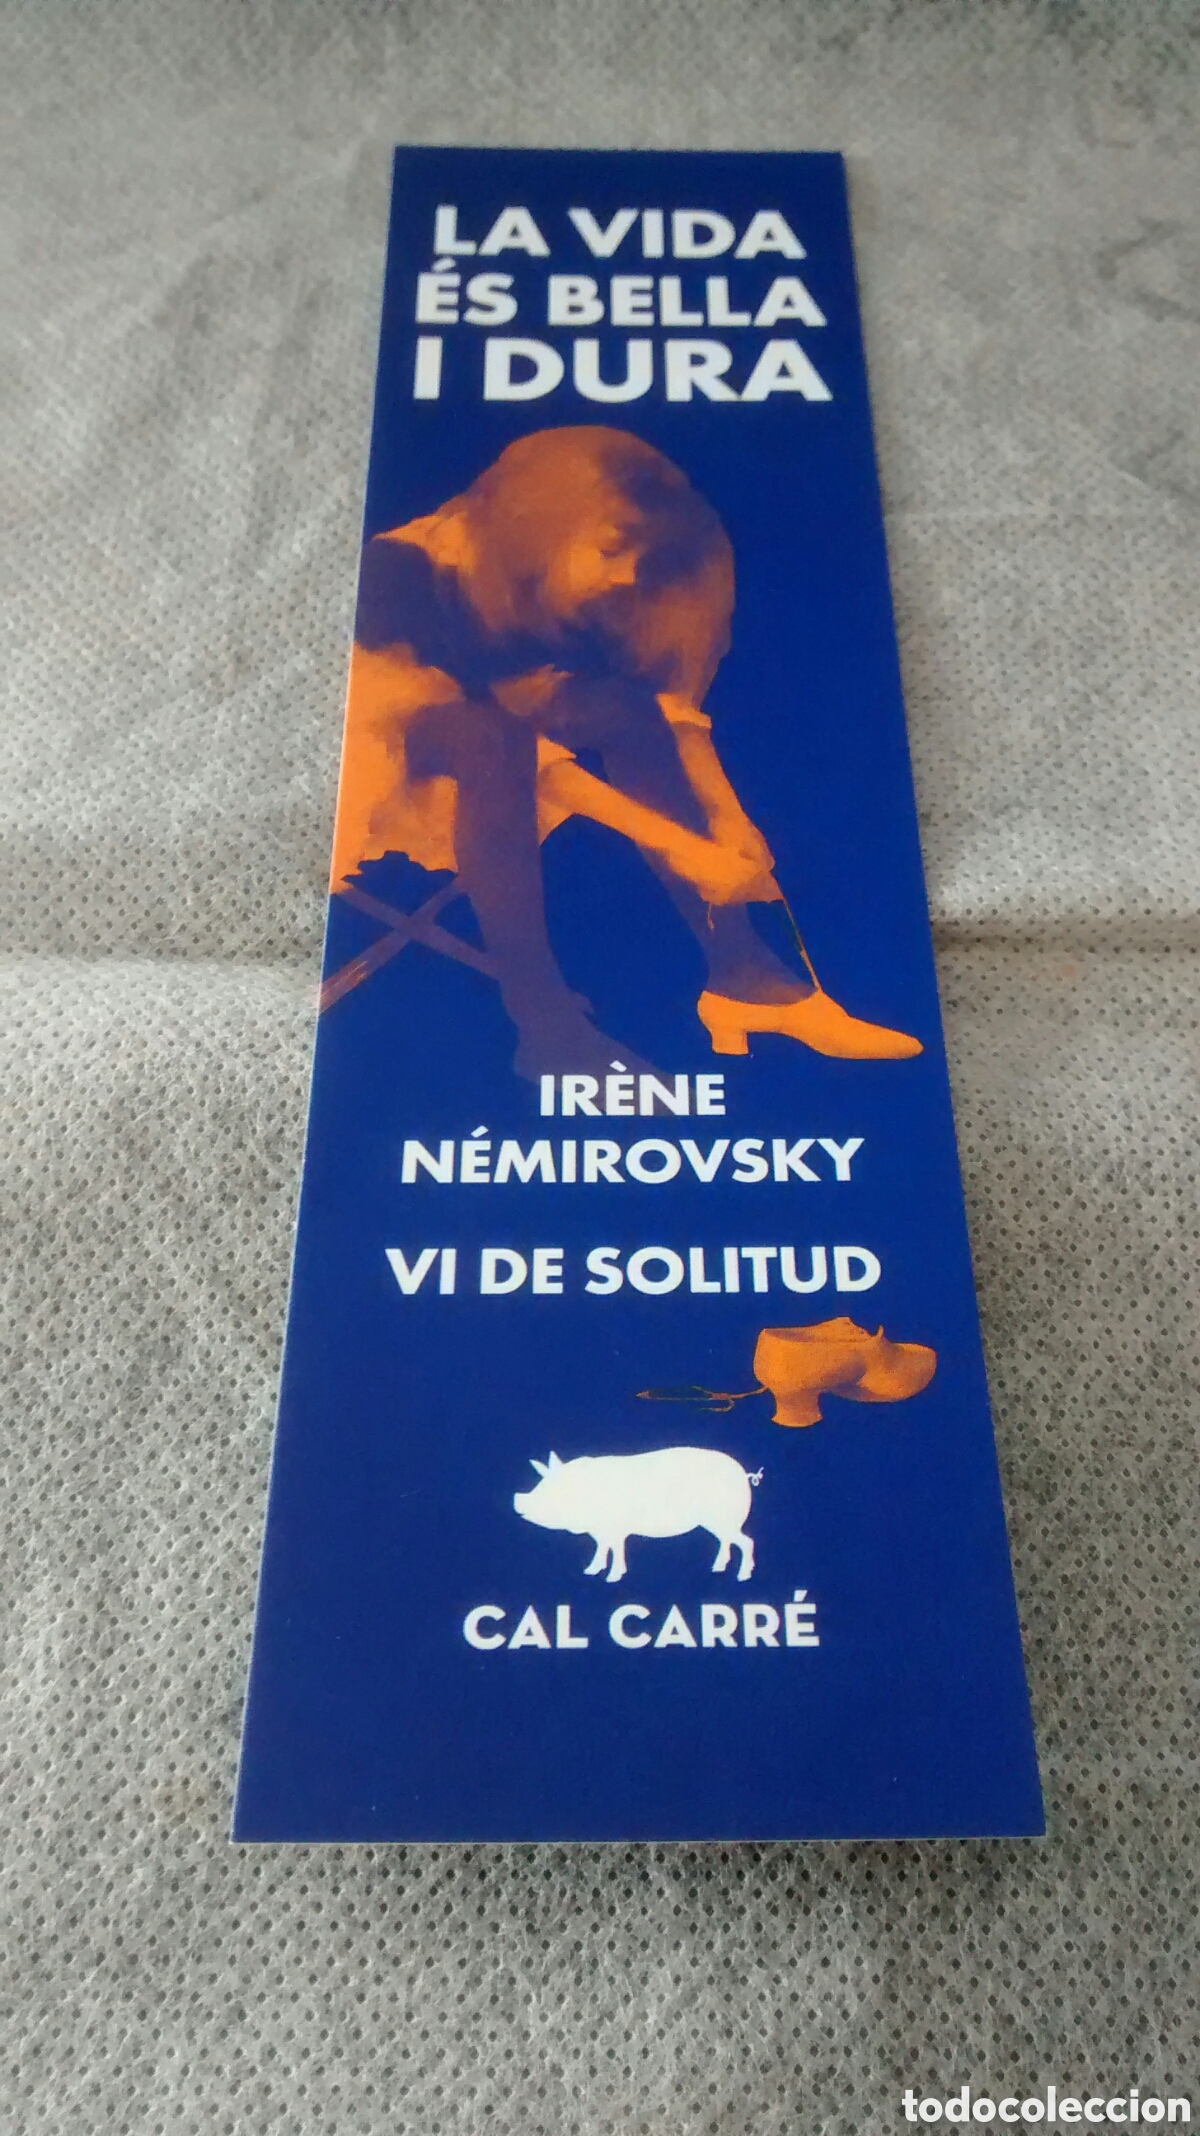 LA VIDA
ÉS BELLA
I DURA
IRÈNE
NÉMIROVSKY
VI DE SOLITUD
CAL CARRÉ
todocoleccion